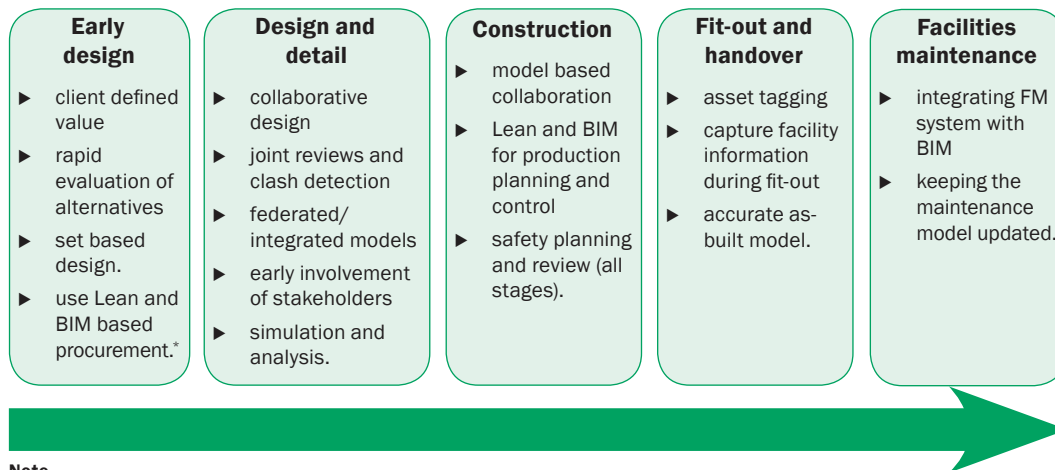 Early
design
► client defined
value
► rapid
evaluation of
alternatives
► set based
design.
► use Lean and
BIM based
procurement.*
Design and
detail
► collaborative
design
► joint reviews and
clash detection
► federated/
integrated models
► early involvement
of stakeholders
► simulation and
analysis.
Construction
► model based
collaboration
► Lean and BIM
for production
planning and
control
► safety planning
and review (all
stages).
Fit-out and
handover
► asset tagging
► capture facility
information
during fit-out
► accurate as-
built model.
Facilities
maintenance
► integrating FM
system with
BIM
► keeping the
maintenance
model updated.
Note